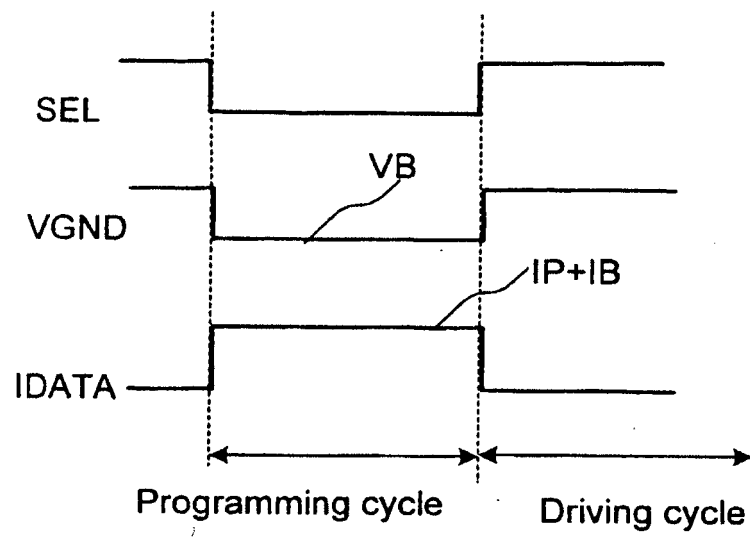 SEL
VB
VGND
IP+IB
IDATA
Programming cycle
Driving cycle